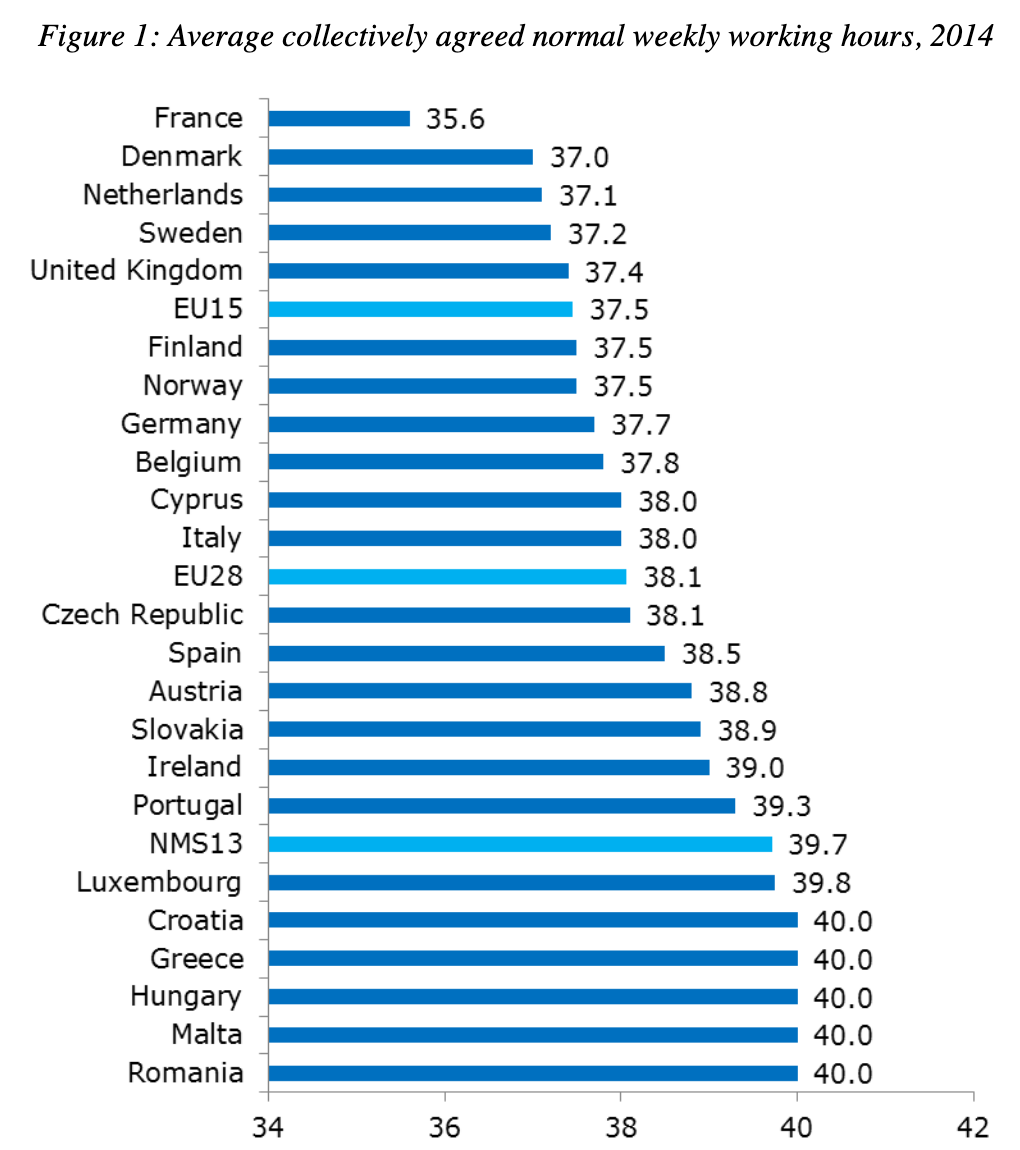 Figure 1: Average collectively agreed normal weekly working hours, 2014
France 35.6
Denmark 37.0
Netherlands 37.1
Sweden 37.2
United Kingdom 37.4
EU15 37.5
Finland 37.5
Norway 37.5
Germany 37.7
Belgium 37.8
Cyprus 38.0
Italy 38.0
EU28 38.1
Czech Republic 38.1
Spain 38.5
Austria 38.8
Slovakia 38.9
Ireland 39.0
Portugal 39.3
NMS13 39.7
Luxembourg 39.8
Croatia 40.0
Greece 40.0
Hungary 40.0
Malta 40.0
Romania 40.0
34 36 38 40 42